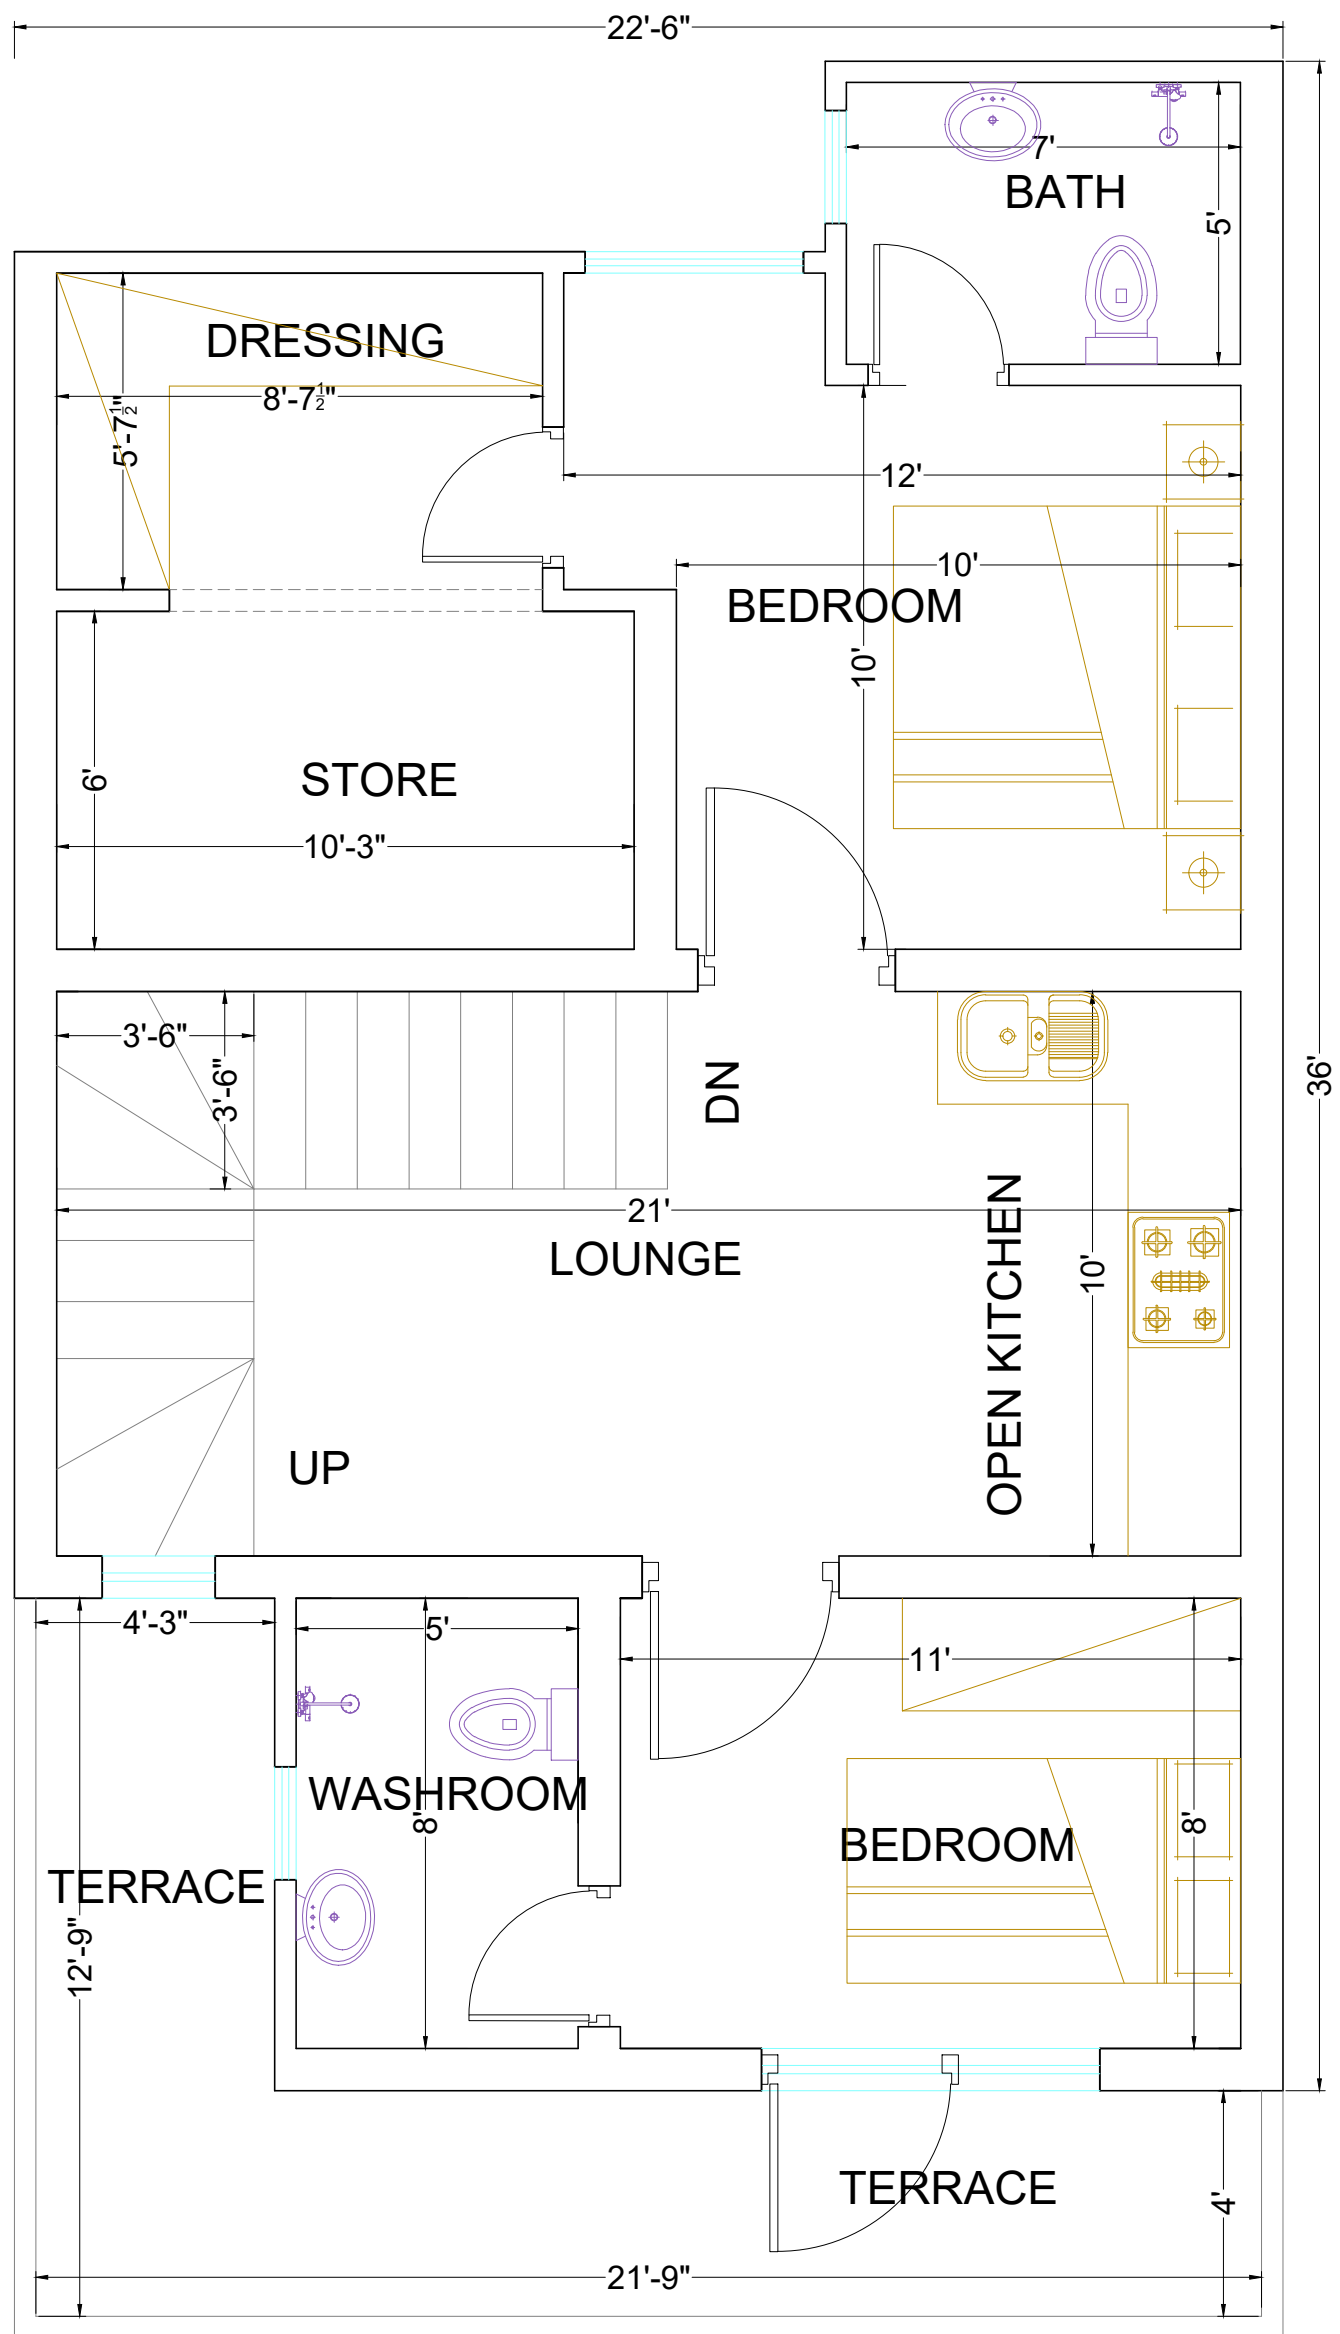 22'-6"
7'
BATH
5'
DRESSING
8'-7½"
5'-7½"
12'
10'
BEDROOM
10'
STORE
6'
10'-3"
3'-6"
3'-6"
DN
36'
21'
LOUNGE
OPEN KITCHEN
10'
UP
4'-3"
5'
11'
WASHROOM
8'
BEDROOM
8'
TERRACE
12'-9"
TERRACE
4'
21'-9"